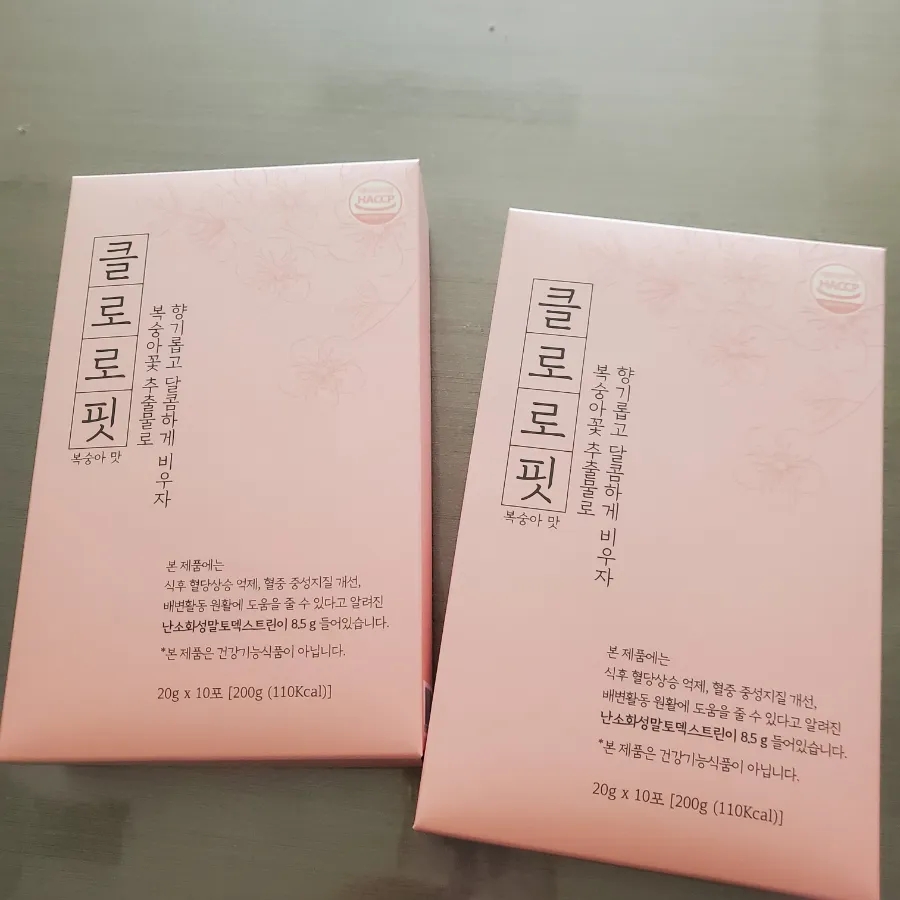 HACCP
클로로핏
향기롭고 달콤하게 비우자
복숭아꽃 추출물로
복숭아 맛
본 제품에는
식후 혈당상승 억제, 혈중 중성지질 개선,
배변활동 원활에 도움을 줄 수 있다고 알려진
난소화성말토덱스트린이 8.5 g 들어있습니다.
*본 제품은 건강기능식품이 아닙니다.
20g x 10포 [200g (110Kcal)]
HACCP
클로로핏
향기롭고 달콤하게 비우자
복숭아꽃 추출물로
복숭아 맛
본 제품에는
식후 혈당상승 억제, 혈중 중성지질 개선,
배변활동 원활에 도움을 줄 수 있다고 알려진
난소화성말토덱스트린이 8.5 g 들어있습니다.
*본 제품은 건강기능식품이 아닙니다.
20g x 10포 [200g (110Kcal)]